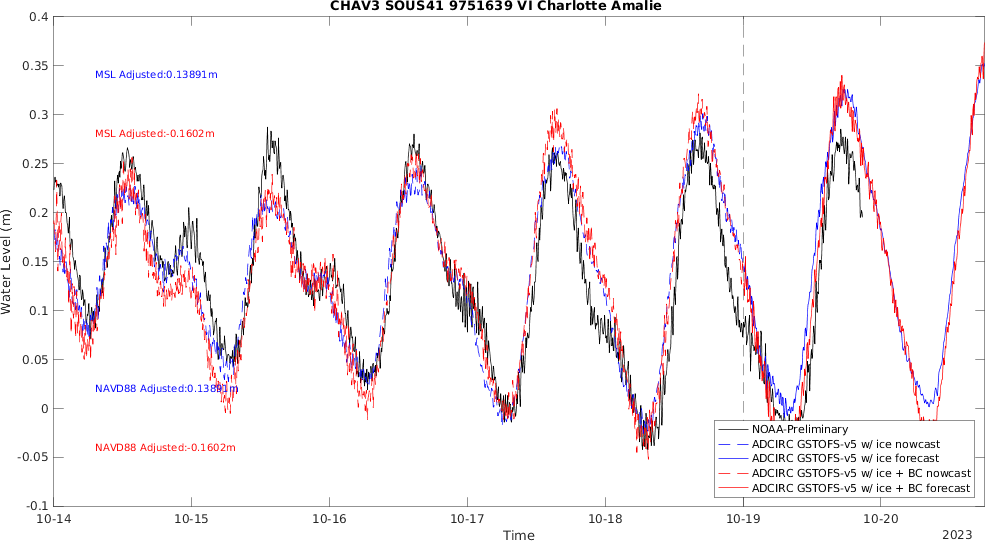 CHAV3 SOUS41 9751639 VI Charlotte Amalie
0.4
0.35
0.3
0.25
0.2
0.15
0.1
0.05
0
-0.05
-0.1
Water Level (m)
MSL Adjusted:0.13891m
MSL Adjusted:-0.1602m
NAVD88 Adjusted:0.13891m
NAVD88 Adjusted:-0.1602m
NOAA-Preliminary
ADCIRC GSTOFS-v5 w/ ice nowcast
ADCIRC GSTOFS-v5 w/ ice forecast
ADCIRC GSTOFS-v5 w/ ice + BC nowcast
ADCIRC GSTOFS-v5 w/ ice + BC forecast
10-14 10-15 10-16 10-17 10-18 10-19 10-20
Time
2023